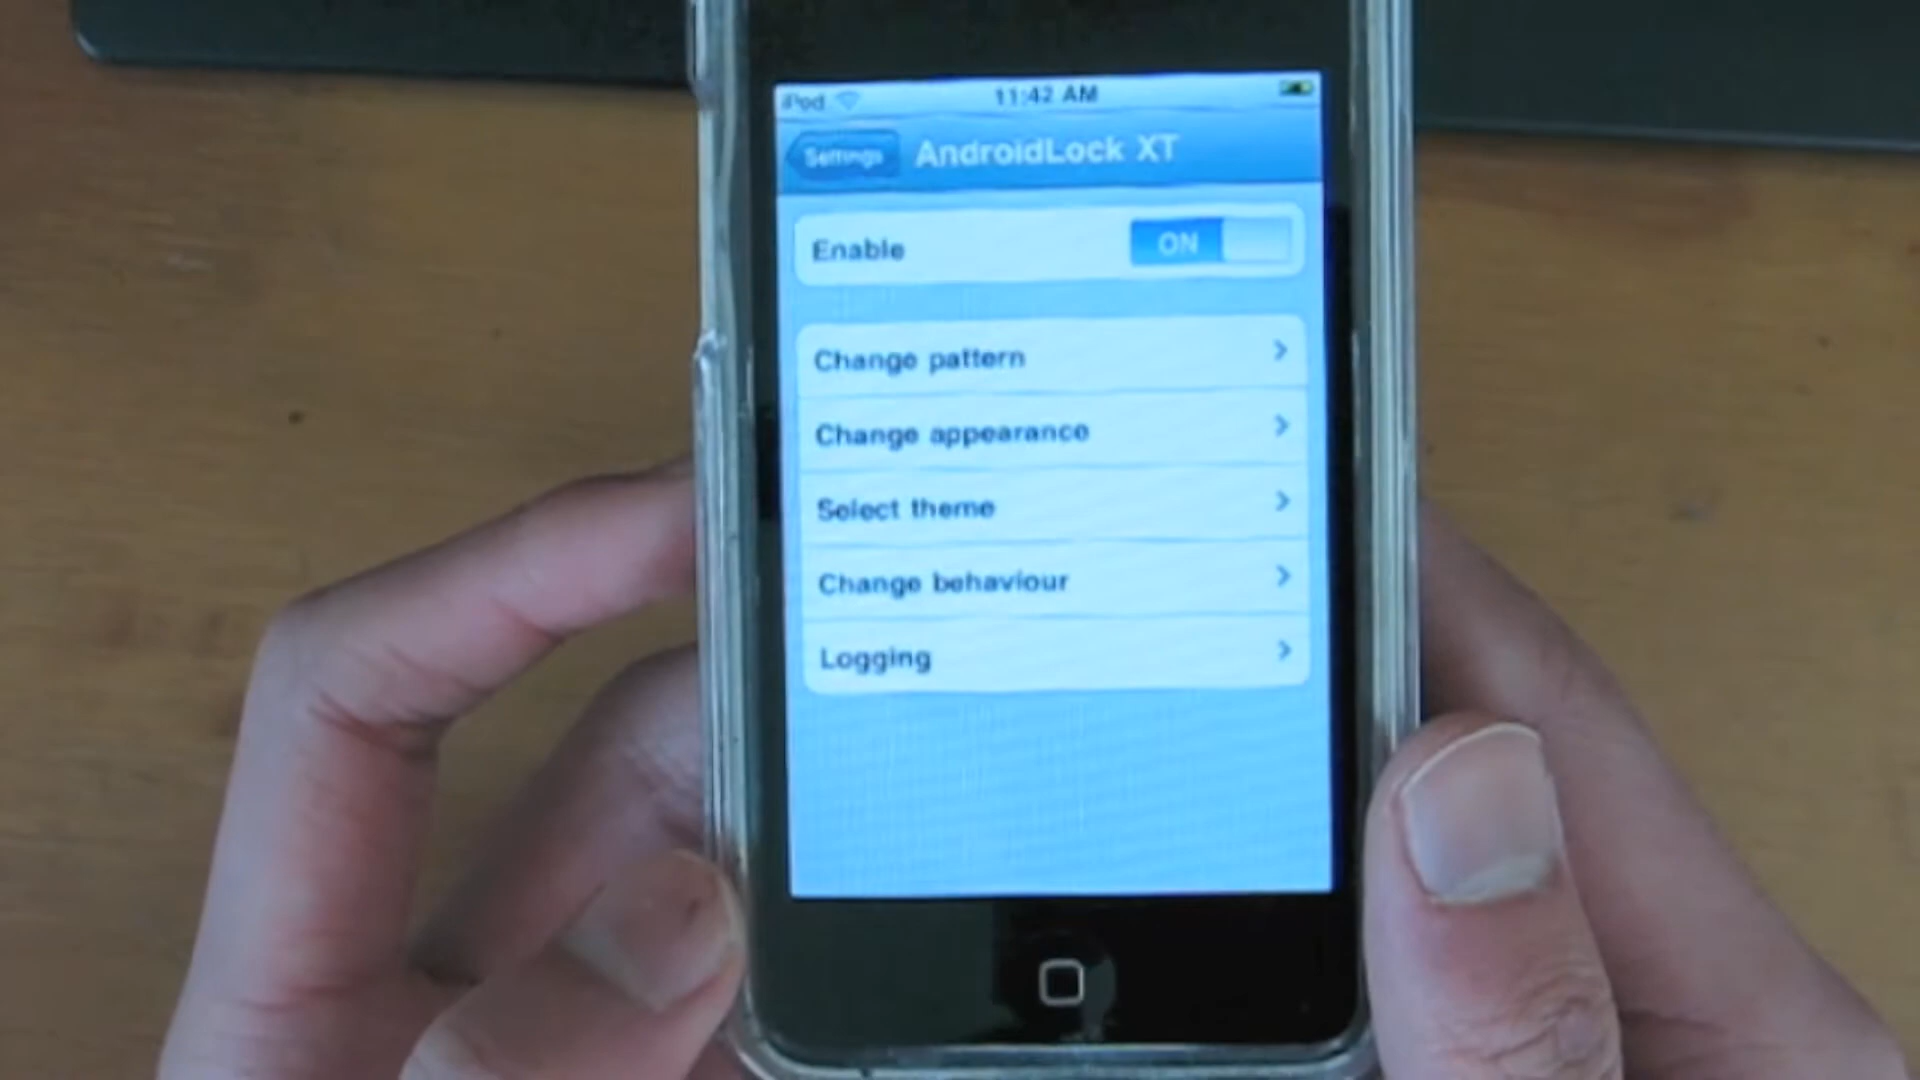 iPod 11:42 AM
Settings AndroidLock XT
Enable ON
Change pattern
Change appearance
Select theme
Change behaviour
Logging